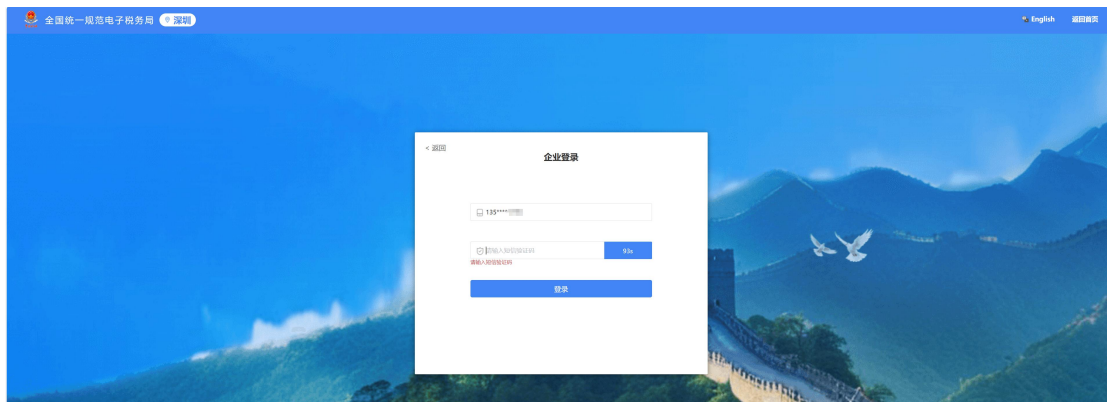 全国统一规范电子税务局 深圳
English 返回首页
< 返回
企业登录
135****
请输入短信验证码 93s
请输入短信验证码
登录